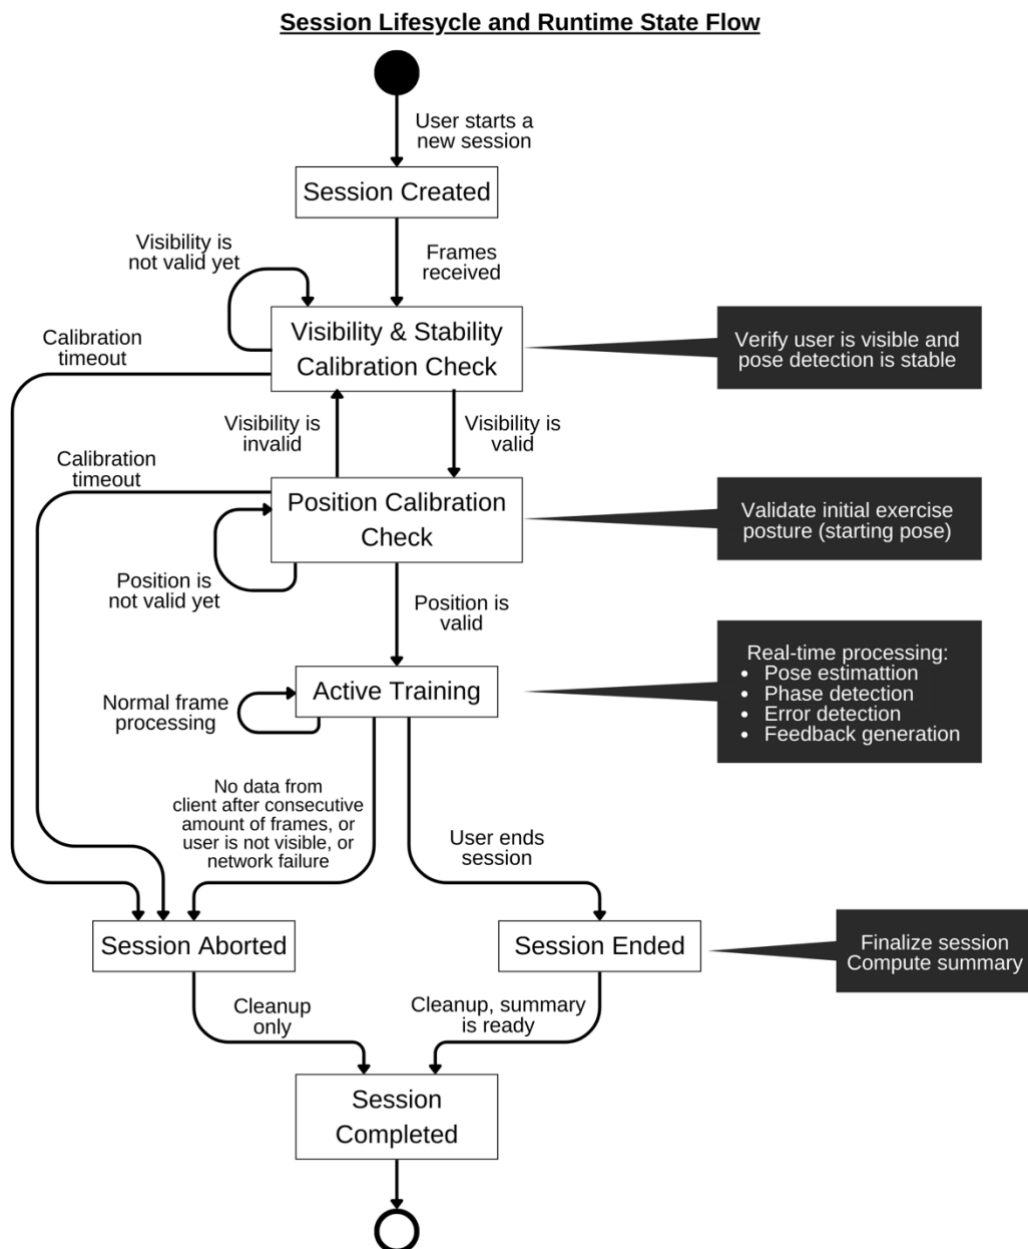 Session Lifesycle and Runtime State Flow
User starts a
new session
Session Created
Visibility is
not valid yet
Frames
received
Calibration
timeout
Visibility & Stability
Calibration Check
Verify user is visible and
pose detection is stable
Visibility is
invalid
Visibility is
valid
Calibration
timeout
Position Calibration
Check
Validate initial exercise
posture (starting pose)
Position is
not valid yet
Position is
valid
Real-time processing:
• Pose estimattion
• Phase detection
• Error detection
• Feedback generation
Normal frame
processing
Active Training
No data from
client after consecutive
amount of frames, or
user is not visible, or
network failure
User ends
session
Session Aborted
Session Ended
Finalize session
Compute summary
Cleanup
only
Cleanup, summary
is ready
Session
Completed